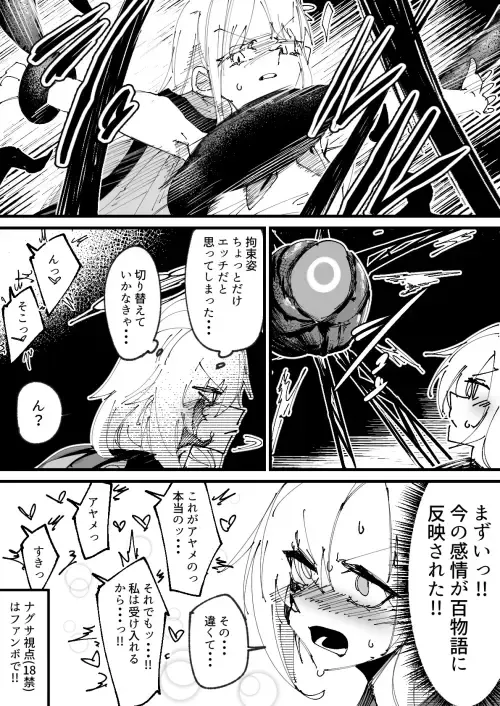 拘束姿
ちょっとだけ
エッチだと
思ってしまった・・・
切り替えて
いかなきゃ・・・
んっ♡
そこっ♡
ん？
まずいっ!!
今の感情が百物語に
反映された!!
その・・・
違くて・・・
これがアヤメのっ
本当のッ・・・
それでもッ・・・!!
私は受け入れる
から・・・っ!!
アヤメっ
すきっ
ナグサ視点(18禁)
はファンボで!!